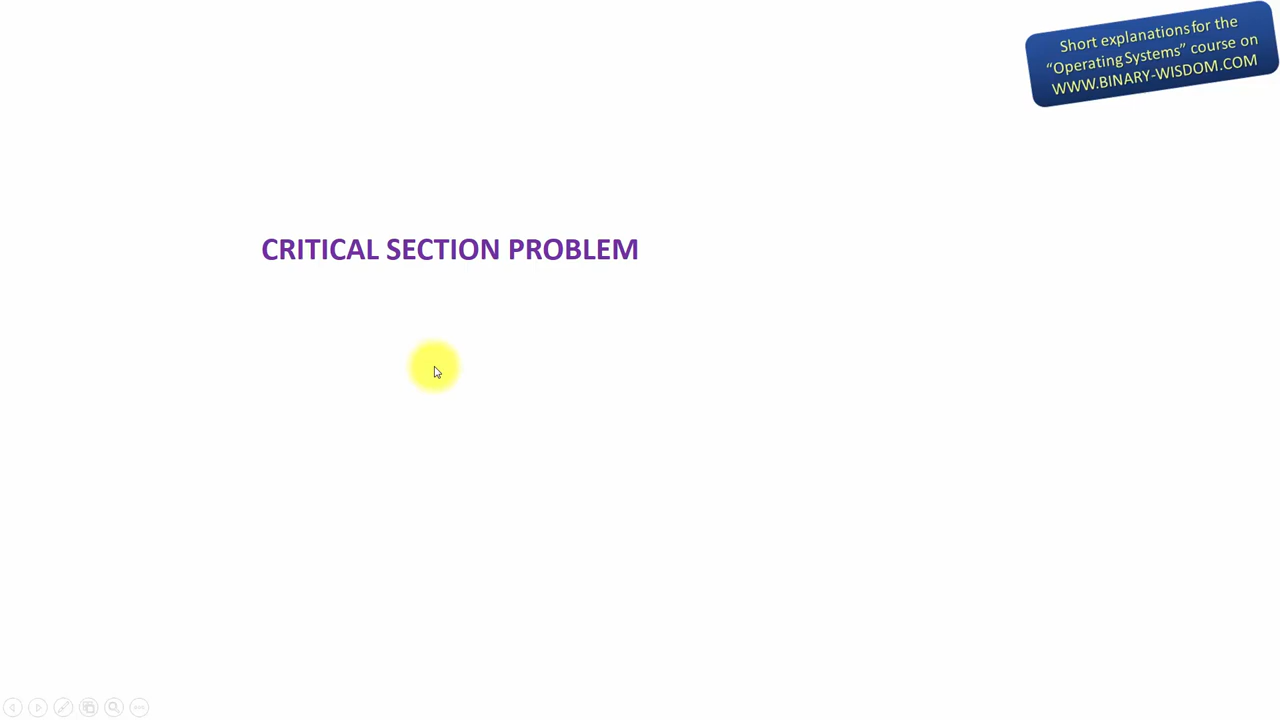 Short explanations for the
"Operating Systems" course on
WWW.BINARY-WISDOM.COM
CRITICAL SECTION PROBLEM